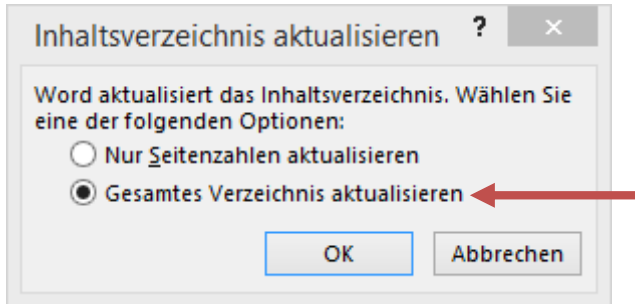 Inhaltsverzeichnis aktualisieren ?
Word aktualisiert das Inhaltsverzeichnis. Wählen Sie
eine der folgenden Optionen:
Nur Seitenzahlen aktualisieren
Gesamtes Verzeichnis aktualisieren
OK Abbrechen